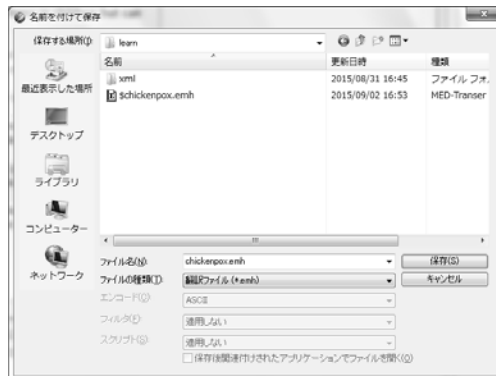 名前を付けて保存
保存する場所(I):
learn
名前
更新日時
種類
xml
2015/08/31 16:45
ファイル フォ
$chickenpox.emh
2015/09/02 16:53
MED-Transer
最近表示した場所
デスクトップ
ライブラリ
コンピューター
ネットワーク
ファイル名(N):
chickenpox.emh
保存(S)
ファイルの種類(T):
翻訳ファイル (*.emh)
キャンセル
エンコード(C):
ASCII
フィルタ(F):
適用しない
スクリプト(S):
適用しない
保存後関連付けされたアプリケーションでファイルを開く(O)